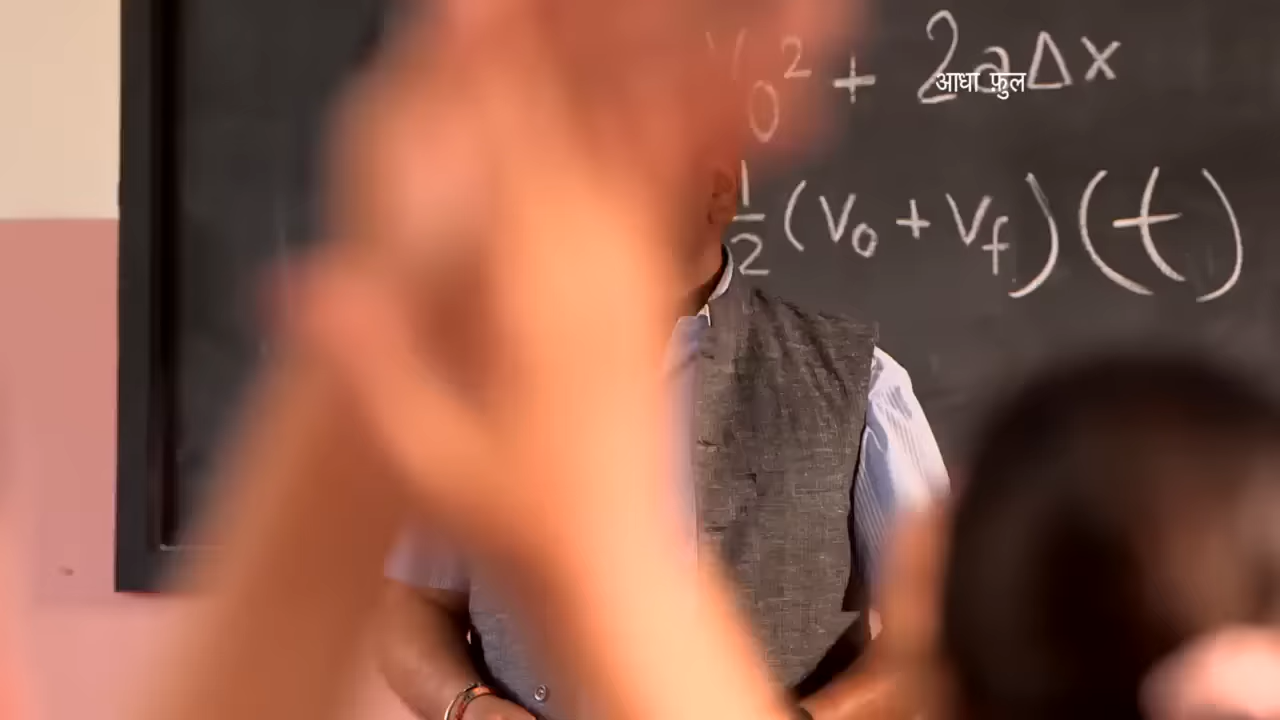 V₀² + 2aΔx
आधा फ़ुल
½(V₀ + V_f)(t)